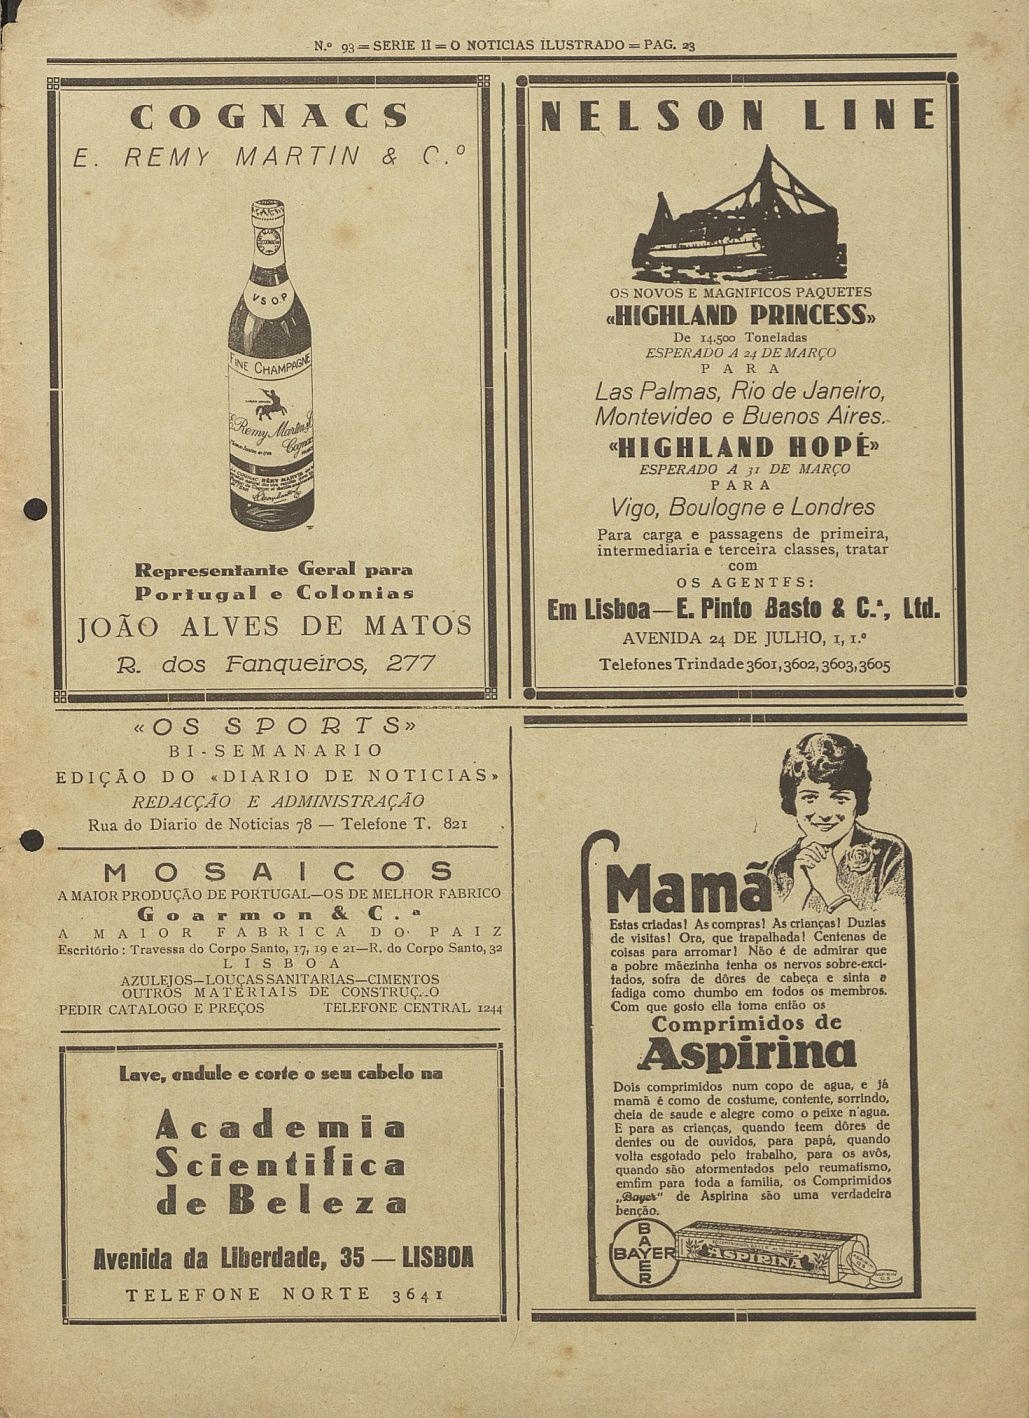 N.º 93 = SERIE II = O NOTICIAS ILUSTRADO = PAG. 23
COGNACS
E. REMY MARTIN & C.º
COGNAC
V S O.P
FINE CHAMPAGNE
E. Remy Martin & C
Cognac
Representante Geral para
Portugal e Colonias
JOÃO ALVES DE MATOS
R. dos Fanqueiros, 277
NELSON LINE
OS NOVOS E MAGNIFICOS PAQUETES
«HIGHLAND PRINCESS»
De 14.500 Toneladas
ESPERADO A 24 DE MARÇO
PARA
Las Palmas, Rio de Janeiro,
Montevideo e Buenos Aires.
«HIGHLAND HOPÉ»
ESPERADO A 31 DE MARÇO
PARA
Vigo, Boulogne e Londres
Para carga e passagens de primeira,
intermediaria e terceira classes, tratar
com
OS AGENTES:
Em Lisboa—E. Pinto Basto & C.ª, Ltd.
AVENIDA 24 DE JULHO, 1, 1.º
Telefones Trindade 3601, 3602, 3603, 3605
«OS SPORTS»
BI-SEMANARIO
EDIÇÃO DO «DIARIO DE NOTICIAS»
REDACÇÃO E ADMINISTRAÇÃO
Rua do Diario de Noticias 78 — Telefone T. 821
MOSAICOS
A MAIOR PRODUÇÃO DE PORTUGAL—OS DE MELHOR FABRICO
Goarmon & C.ª
A MAIOR FABRICA DO PAIZ
Escritório: Travessa do Corpo Santo, 17, 19 e 21—R. do Corpo Santo, 32
LISBOA
AZULEJOS—LOUÇAS SANITARIAS—CIMENTOS
OUTROS MATERIAIS DE CONSTRUÇ..O
PEDIR CATALOGO E PREÇOS TELEFONE CENTRAL 1244
Lave, ondule e corte o seu cabelo na
Academia
Scientifica
de Beleza
Avenida da Liberdade, 35 — LISBOA
TELEFONE NORTE 3641
Mamã
Estas criadas! As compras! As crianças! Duzias
de visitas! Ora, que trapalhada! Centenas de
coisas para arromar! Não é de admirar que
a pobre mãezinha tenha os nervos sobre-exci-
tados, sofra de dôres de cabeça e sinta a
fadiga como chumbo em todos os membros.
Com que gosto ella toma então os
Comprimidos de
Aspirina
Dois comprimidos num copo de agua, e já
mamã é como de costume, contente, sorrindo,
cheia de saude e alegre como o peixe n'agua.
E para as crianças, quando teem dôres de
dentes ou de ouvidos, para papá, quando
volta esgotado pelo trabalho, para os avôs,
quando são atormentados pelo reumatismo,
emfim para toda a familia, os Comprimidos
„Bayer" de Aspirina são uma verdadeira
benção.
BAYER
BAYER
ASPIRINA
ASPIRIN
0.5